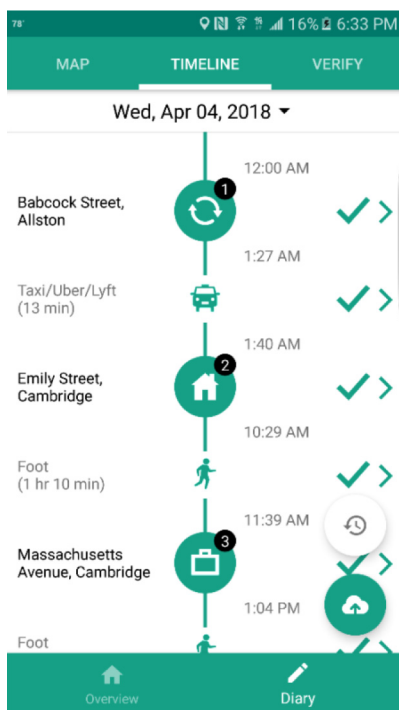 78°
16% 6:33 PM
MAP TIMELINE VERIFY
Wed, Apr 04, 2018
12:00 AM
1
Babcock Street,
Allston
1:27 AM
Taxi/Uber/Lyft
(13 min)
1:40 AM
2
Emily Street,
Cambridge
10:29 AM
Foot
(1 hr 10 min)
11:39 AM
3
Massachusetts
Avenue, Cambridge
1:04 PM
Foot
Overview Diary